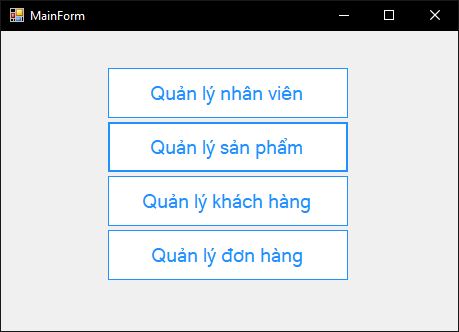 MainForm
Quản lý nhân viên
Quản lý sản phẩm
Quản lý khách hàng
Quản lý đơn hàng